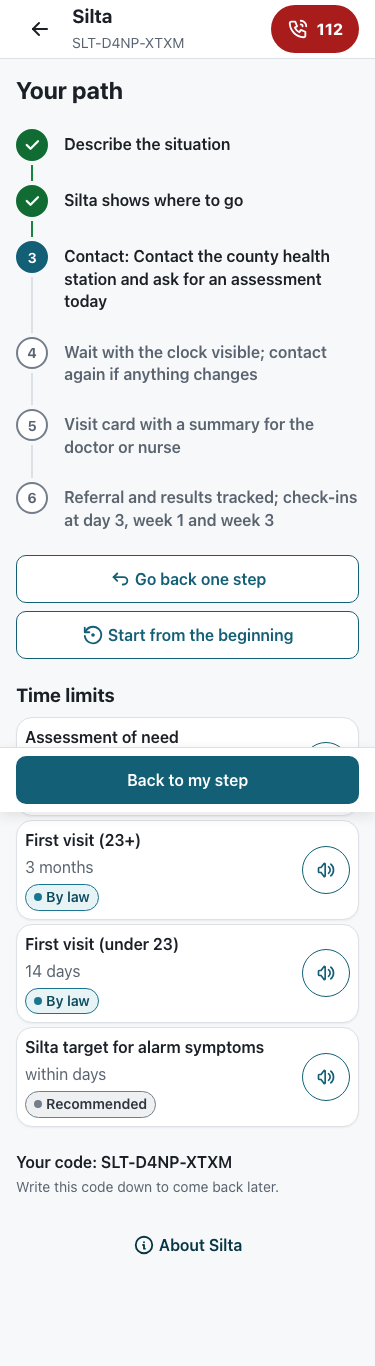 Silta
SLT-D4NP-XTXM
112
Your path
Describe the situation
Silta shows where to go
3
Contact: Contact the county health
station and ask for an assessment
today
4
Wait with the clock visible; contact
again if anything changes
5
Visit card with a summary for the
doctor or nurse
6
Referral and results tracked; check-ins
at day 3, week 1 and week 3
Go back one step
Start from the beginning
Time limits
Assessment of need
Back to my step
First visit (23+)
3 months
By law
First visit (under 23)
14 days
By law
Silta target for alarm symptoms
within days
Recommended
Your code: SLT-D4NP-XTXM
Write this code down to come back later.
About Silta